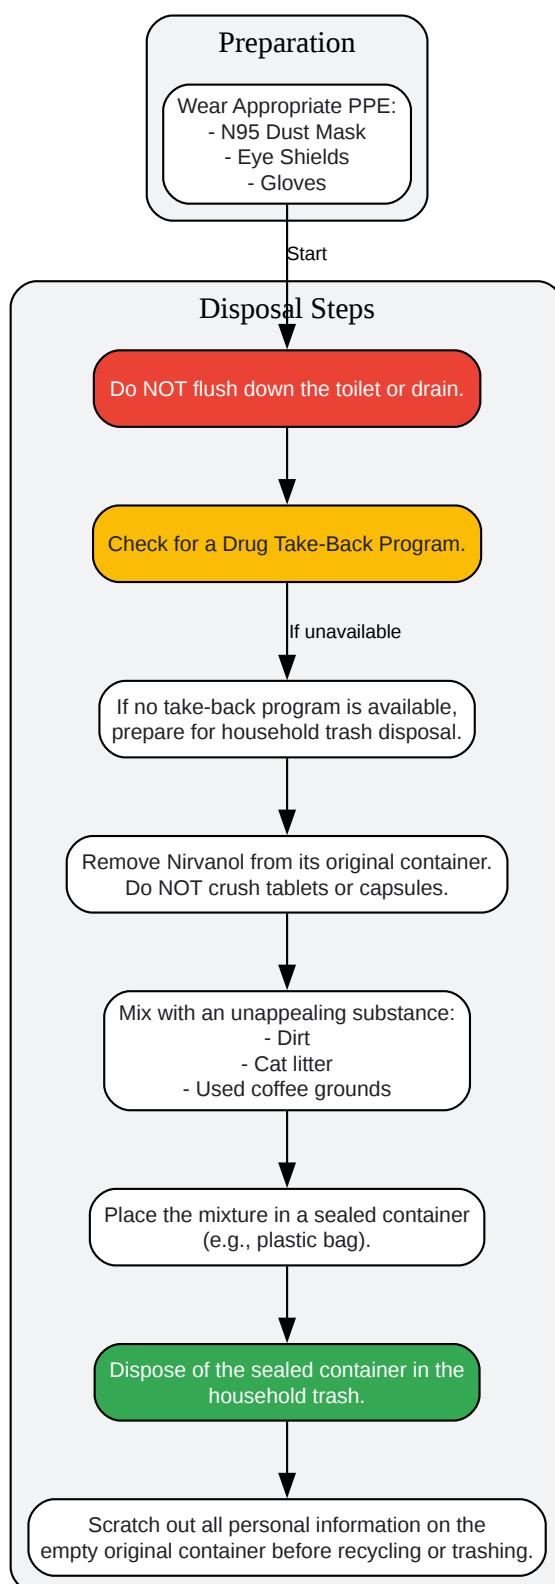 Preparation
Wear Appropriate PPE:
- N95 Dust Mask
- Eye Shields
- Gloves
Start
Disposal Steps
Do NOT flush down the toilet or drain.
Check for a Drug Take-Back Program.
If unavailable
If no take-back program is available,
prepare for household trash disposal.
Remove Nirvanol from its original container.
Do NOT crush tablets or capsules.
Mix with an unappealing substance:
- Dirt
- Cat litter
- Used coffee grounds
Place the mixture in a sealed container
(e.g., plastic bag).
Dispose of the sealed container in the
household trash.
Scratch out all personal information on the
empty original container before recycling or trashing.